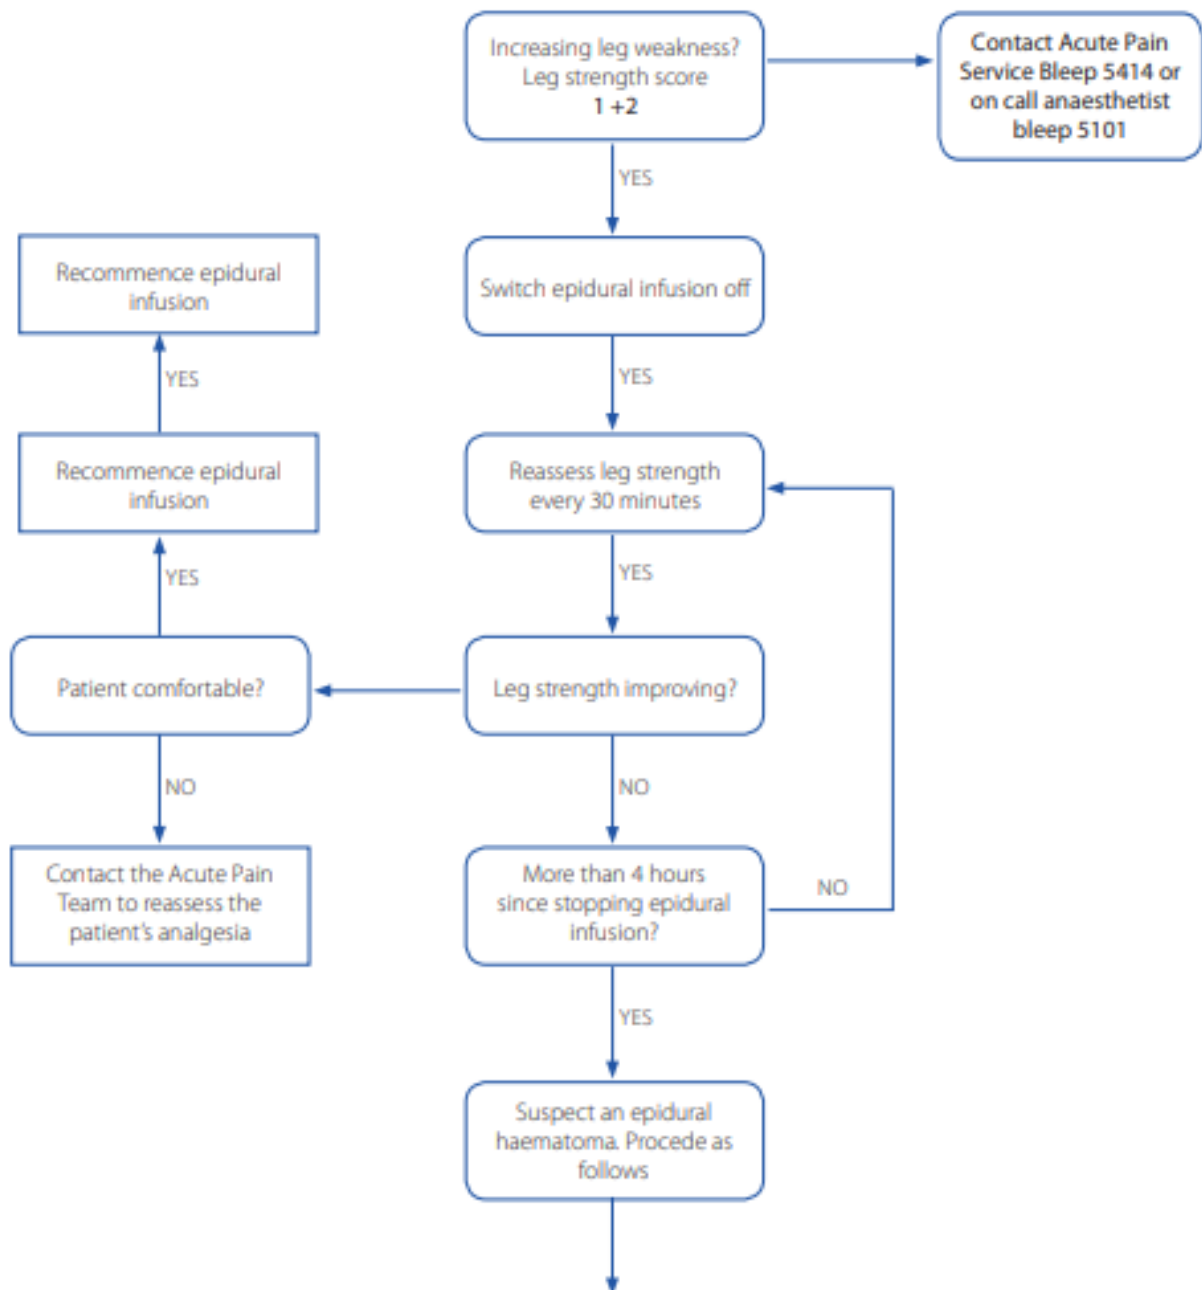 Increasing leg weakness?
Leg strength score
1 +2
Contact Acute Pain
Service Bleep 5414 or
on call anaesthetist
bleep 5101
YES
Switch epidural infusion off
YES
Reassess leg strength
every 30 minutes
YES
Leg strength improving?
NO
More than 4 hours
since stopping epidural
infusion?
NO
YES
Suspect an epidural
haematoma. Procede as
follows
Patient comfortable?
YES
Recommence epidural
infusion
YES
Recommence epidural
infusion
NO
Contact the Acute Pain
Team to reassess the
patient's analgesia